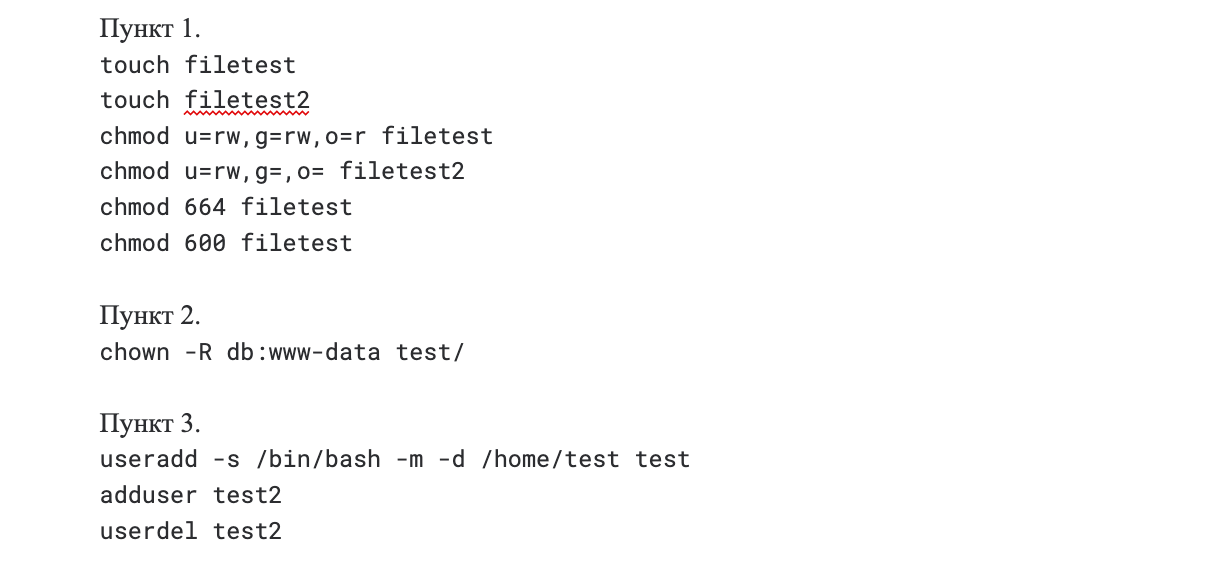 Пункт 1.
touch filetest
touch filetest2
chmod u=rw,g=rw,o=r filetest
chmod u=rw,g=,o= filetest2
chmod 664 filetest
chmod 600 filetest
Пункт 2.
chown -R db:www-data test/
Пункт 3.
useradd -s /bin/bash -m -d /home/test test
adduser test2
userdel test2